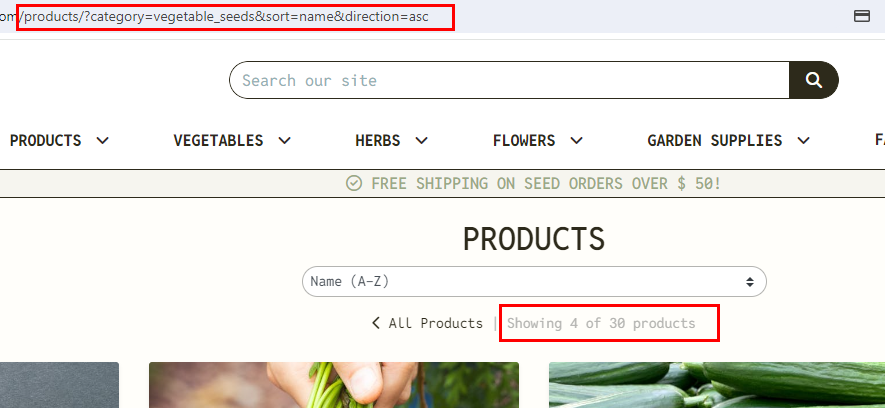 om/products/?category=vegetable_seeds&sort=name&direction=asc
Search our site
PRODUCTS VEGETABLES HERBS FLOWERS GARDEN SUPPLIES
FREE SHIPPING ON SEED ORDERS OVER $ 50!
PRODUCTS
Name (A-Z)
All Products | Showing 4 of 30 products